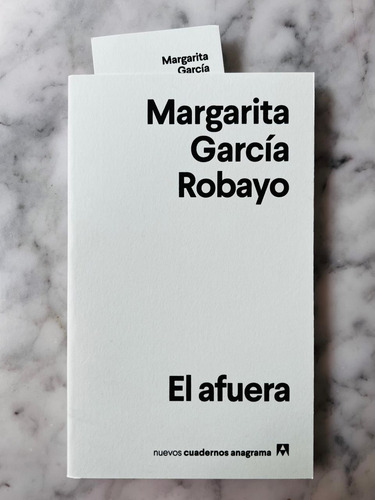 Margarita
García
Margarita
García
Robayo
El afuera
nuevos cuadernos anagrama